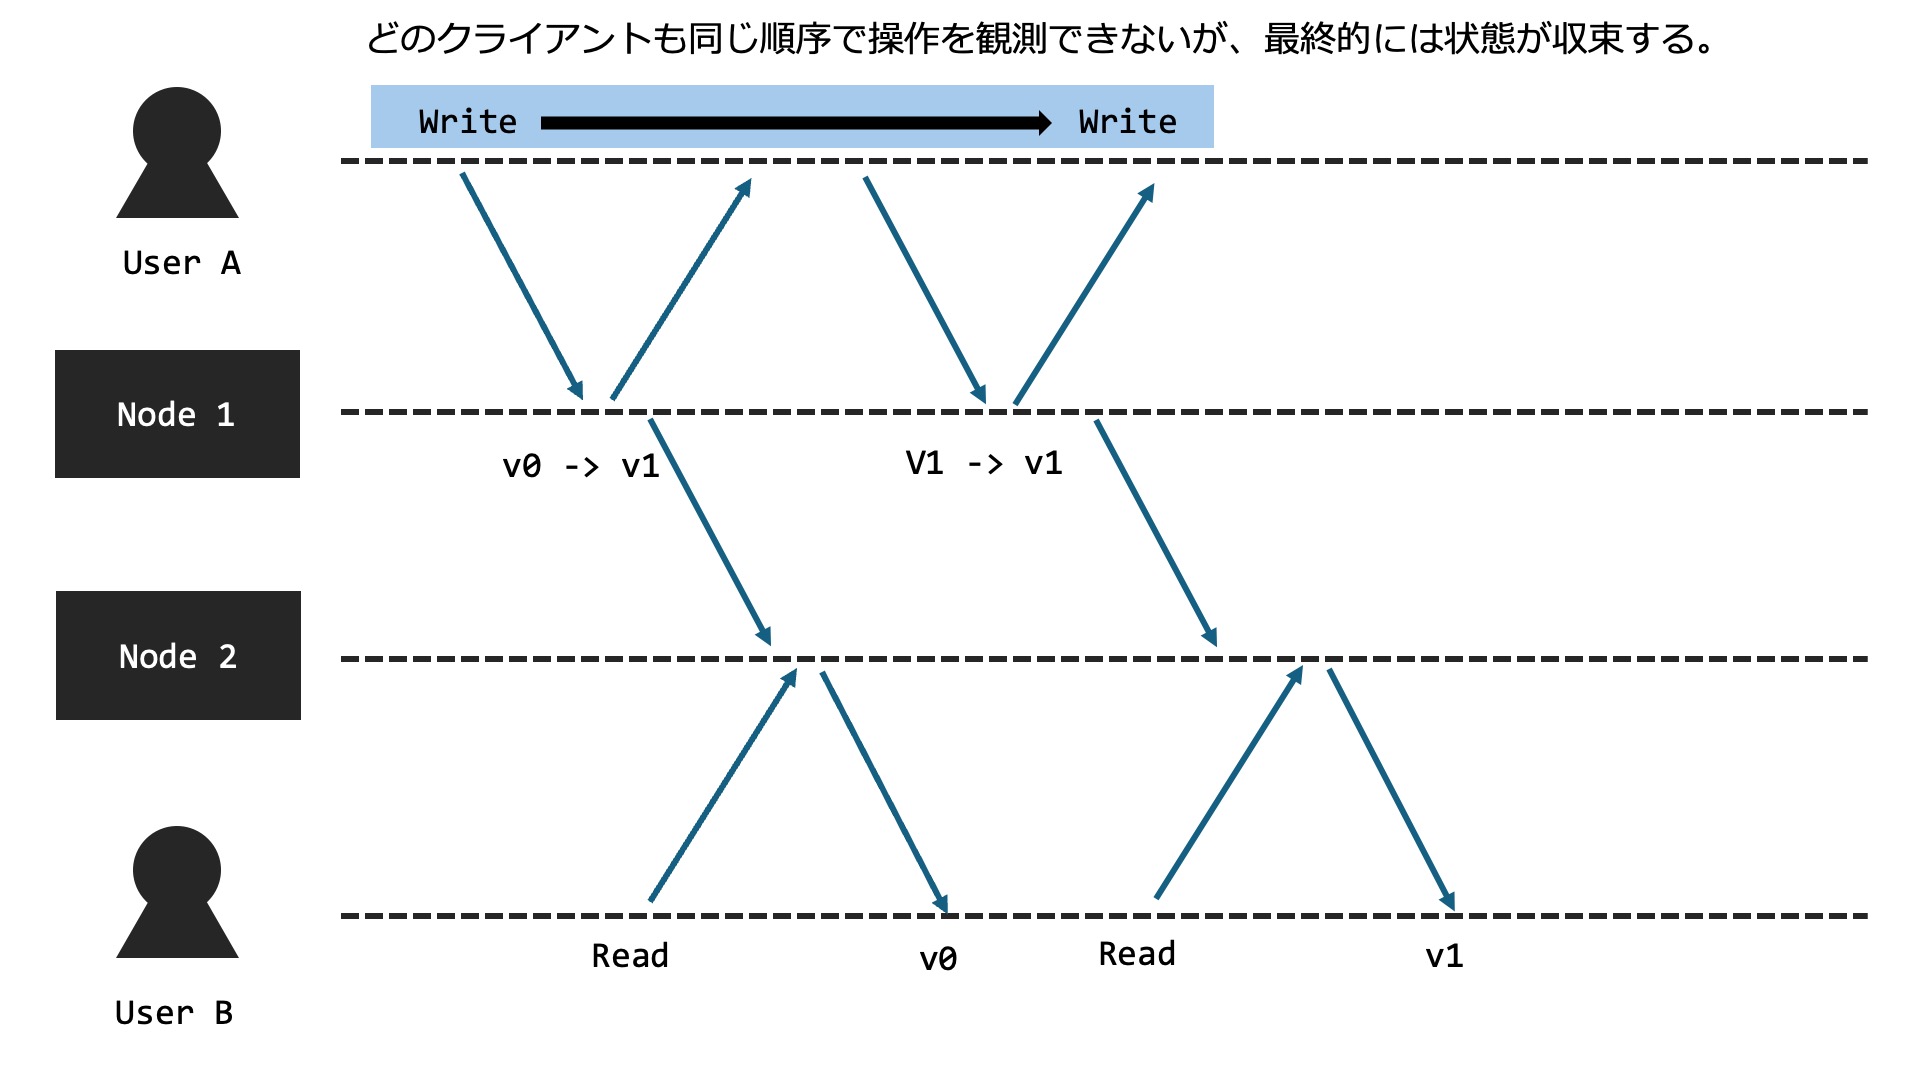 どのクライアントも同じ順序で操作を観測できないが、最終的には状態が収束する。
Write
Write
User A
Node 1
v0 -> v1
V1 -> v1
Node 2
Read
v0
Read
v1
User B